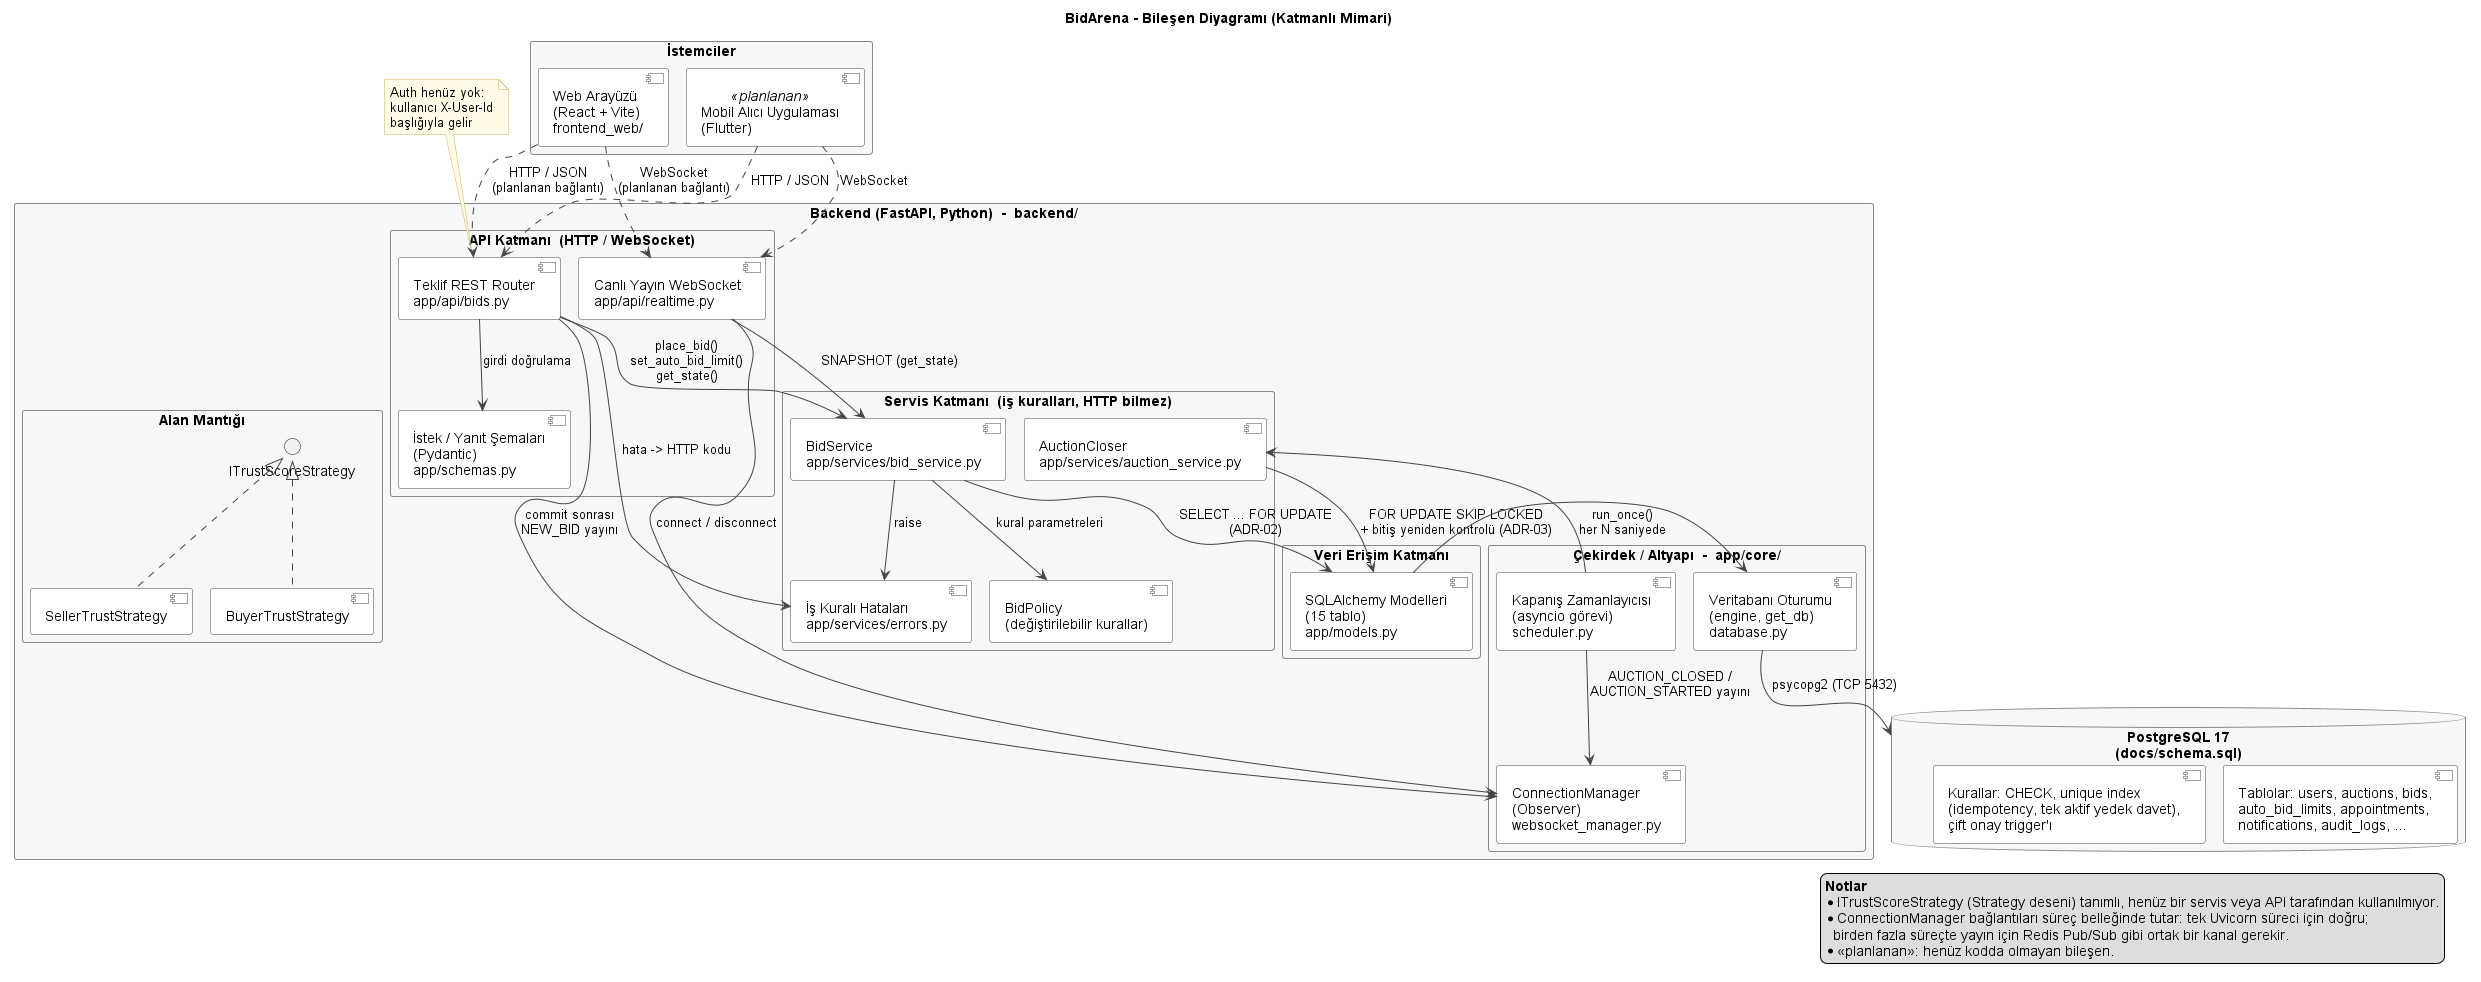 BidArena - Bileşen Diyagramı (Katmanlı Mimari)
İstemciler
Auth henüz yok:
kullanıcı X-User-Id
başlığıyla gelir
Web Arayüzü
(React + Vite)
frontend_web/
«planlanan»
Mobil Alıcı Uygulaması
(Flutter)
HTTP / JSON
(planlanan bağlantı)
WebSocket
(planlanan bağlantı)
HTTP / JSON
WebSocket
Backend (FastAPI, Python)  -  backend/
API Katmanı  (HTTP / WebSocket)
Teklif REST Router
app/api/bids.py
Canlı Yayın WebSocket
app/api/realtime.py
girdi doğrulama
place_bid()
set_auto_bid_limit()
get_state()
SNAPSHOT (get_state)
İstek / Yanıt Şemaları
(Pydantic)
app/schemas.py
hata -> HTTP kodu
Alan Mantığı
ITrustScoreStrategy
SellerTrustStrategy
BuyerTrustStrategy
Servis Katmanı  (iş kuralları, HTTP bilmez)
BidService
app/services/bid_service.py
AuctionCloser
app/services/auction_service.py
commit sonrası
NEW_BID yayını
connect / disconnect
raise
kural parametreleri
SELECT ... FOR UPDATE
(ADR-02)
FOR UPDATE SKIP LOCKED
+ bitiş yeniden kontrolü (ADR-03)
run_once()
her N saniyede
İş Kuralı Hataları
app/services/errors.py
BidPolicy
(değiştirilebilir kurallar)
Veri Erişim Katmanı
SQLAlchemy Modelleri
(15 tablo)
app/models.py
Çekirdek / Altyapı  -  app/core/
Kapanış Zamanlayıcısı
(asyncio görevi)
scheduler.py
Veritabanı Oturumu
(engine, get_db)
database.py
AUCTION_CLOSED /
AUCTION_STARTED yayını
psycopg2 (TCP 5432)
ConnectionManager
(Observer)
websocket_manager.py
PostgreSQL 17
(docs/schema.sql)
Kurallar: CHECK, unique index
(idempotency, tek aktif yedek davet),
çift onay trigger'ı
Tablolar: users, auctions, bids,
auto_bid_limits, appointments,
notifications, audit_logs, ...
Notlar
• ITrustScoreStrategy (Strategy deseni) tanımlı, henüz bir servis veya API tarafından kullanılmıyor.
• ConnectionManager bağlantıları süreç belleğinde tutar: tek Uvicorn süreci için doğru;
birden fazla süreçte yayın için Redis Pub/Sub gibi ortak bir kanal gerekir.
• «planlanan»: henüz kodda olmayan bileşen.